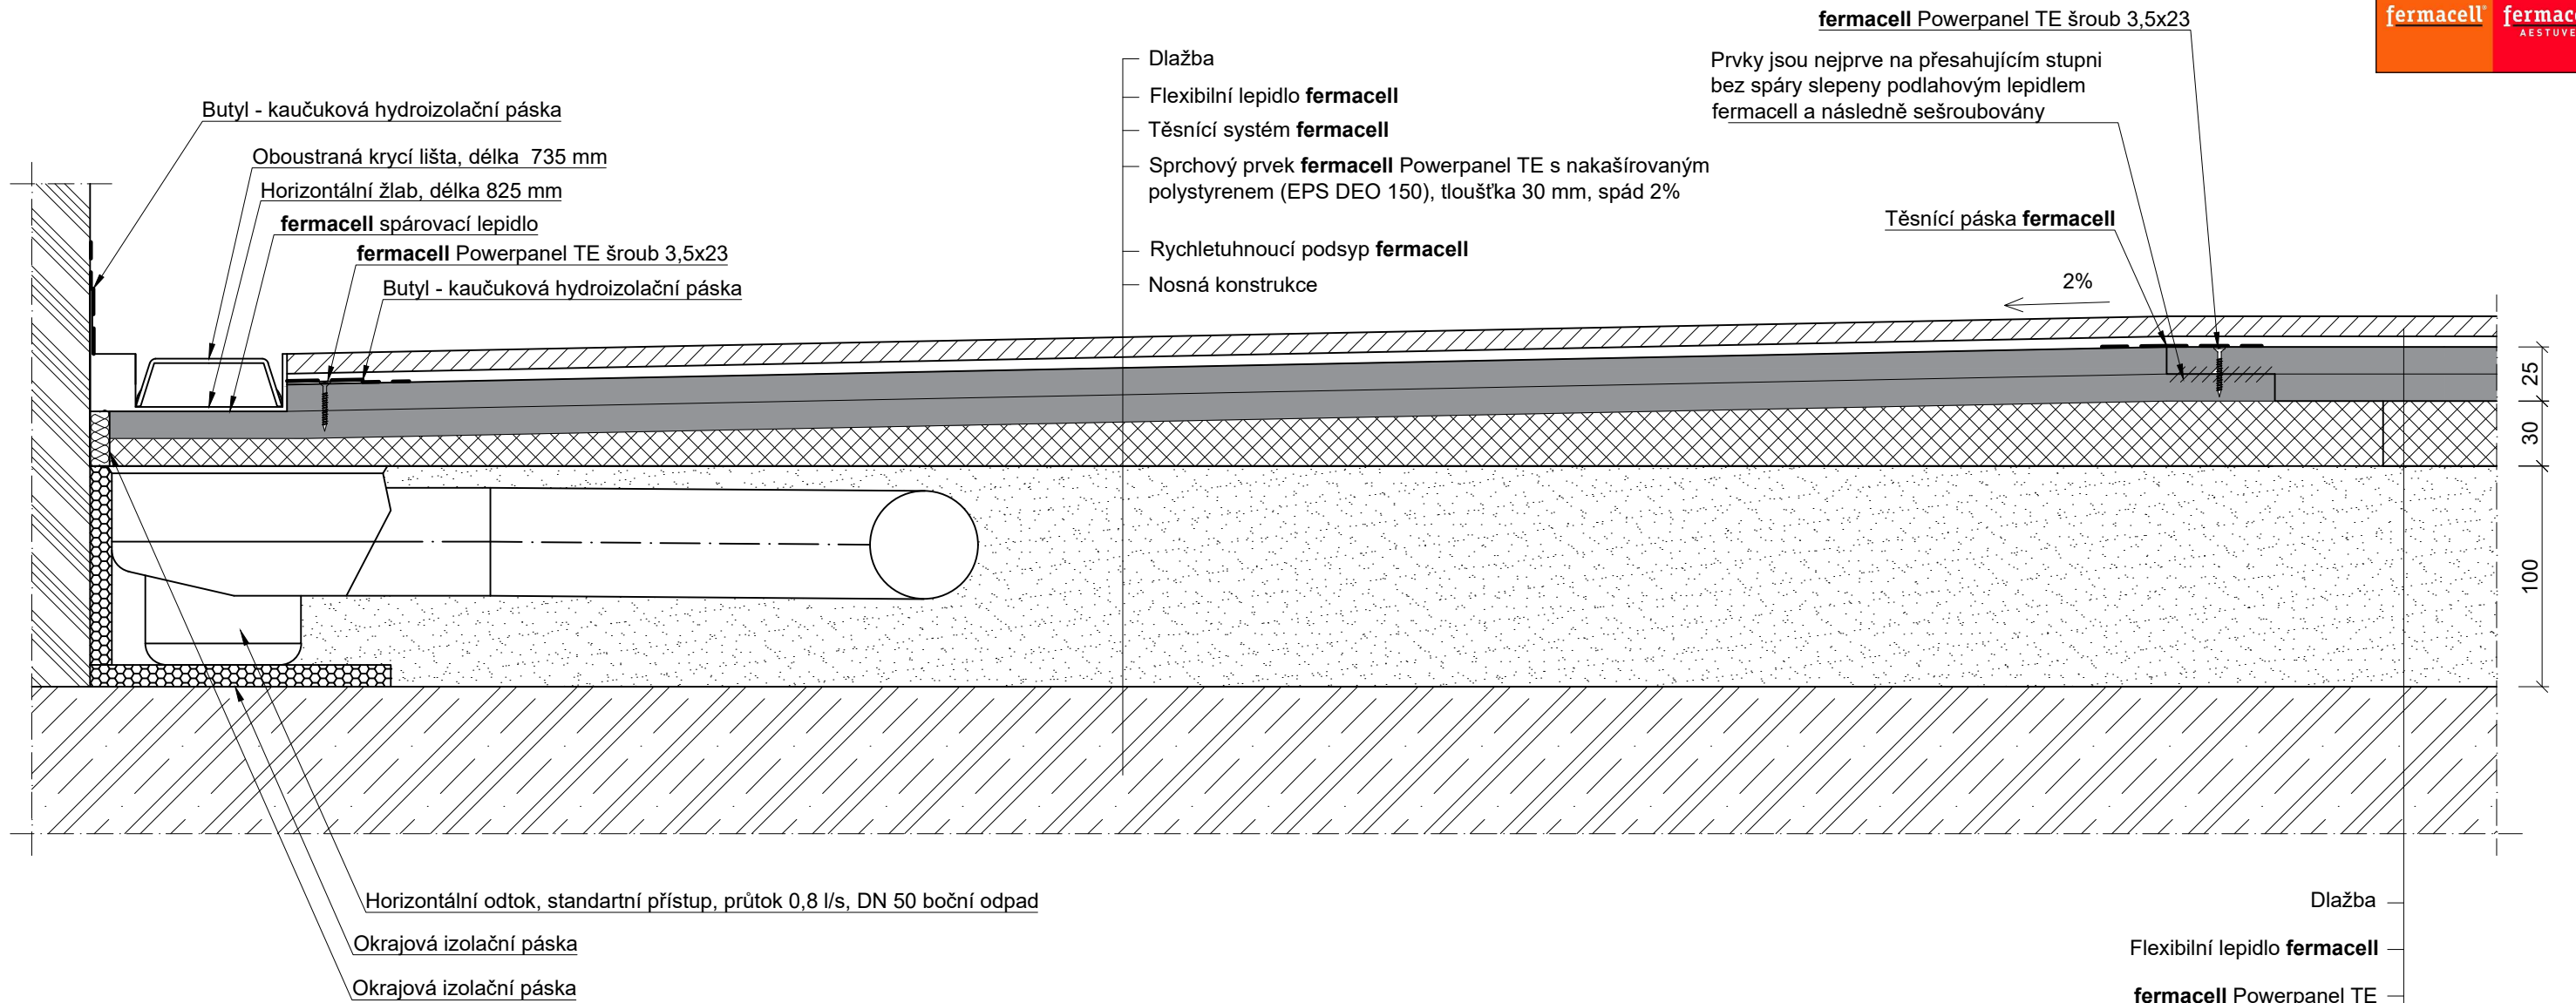 fermacell®
fermac
AESTUVE
fermacell Powerpanel TE šroub 3,5x23
Prvky jsou nejprve na přesahujícím stupni
bez spáry slepeny podlahovým lepidlem
fermacell a následně sešroubovány
Těsnící páska fermacell
2%
Dlažba
Flexibilní lepidlo fermacell
Těsnící systém fermacell
Sprchový prvek fermacell Powerpanel TE s nakašírovaným
polystyrenem (EPS DEO 150), tloušťka 30 mm, spád 2%
Rychletuhnoucí podsyp fermacell
Nosná konstrukce
Butyl - kaučuková hydroizolační páska
Oboustraná krycí lišta, délka 735 mm
Horizontální žlab, délka 825 mm
fermacell spárovací lepidlo
fermacell Powerpanel TE šroub 3,5x23
Butyl - kaučuková hydroizolační páska
25
30
100
Horizontální odtok, standartní přístup, průtok 0,8 l/s, DN 50 boční odpad
Okrajová izolační páska
Okrajová izolační páska
Dlažba
Flexibilní lepidlo fermacell
fermacell Powerpanel TE